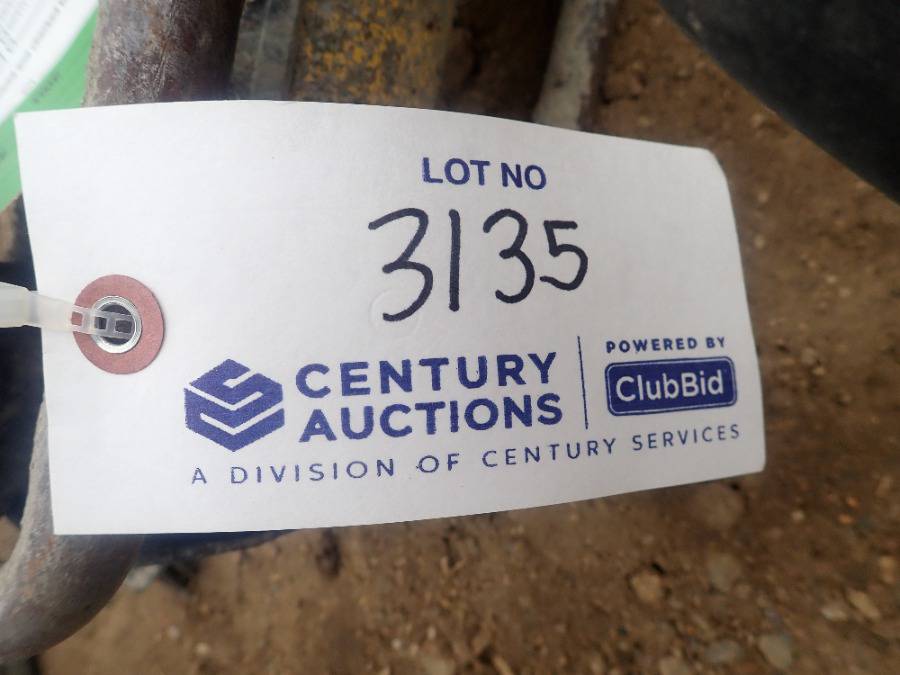 LOT NO
3135
CENTURY
AUCTIONS
POWERED BY
ClubBid
A DIVISION OF CENTURY SERVICES